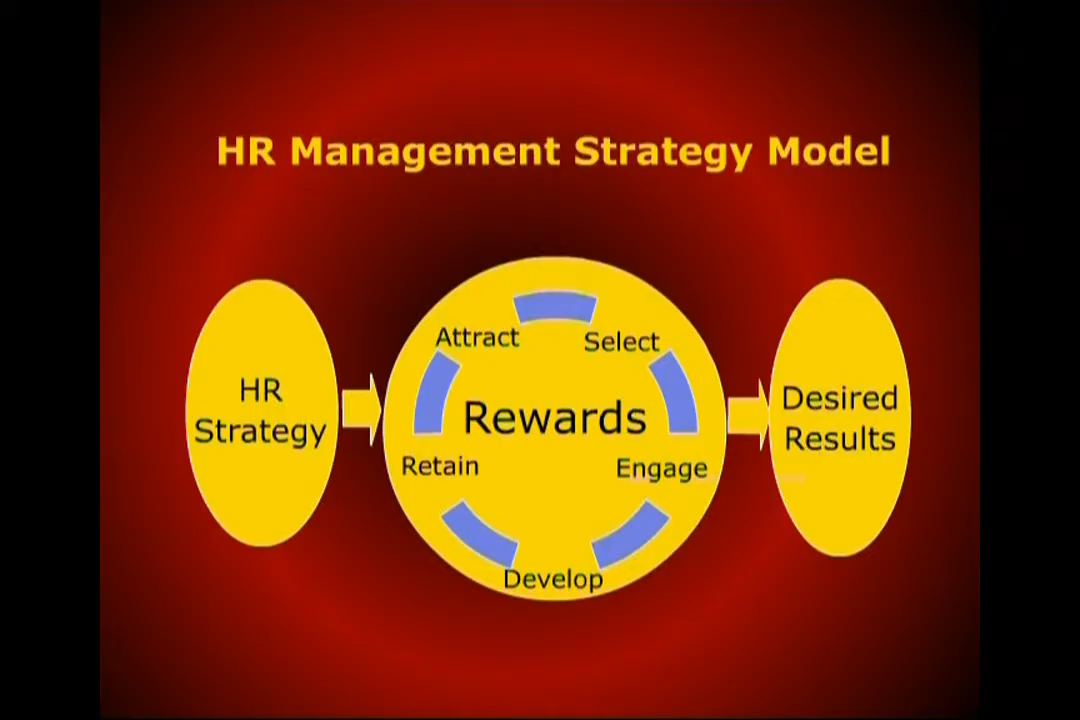 HR Management Strategy Model
HR
Strategy
Attract
Select
Rewards
Retain
Engage
Develop
Desired
Results